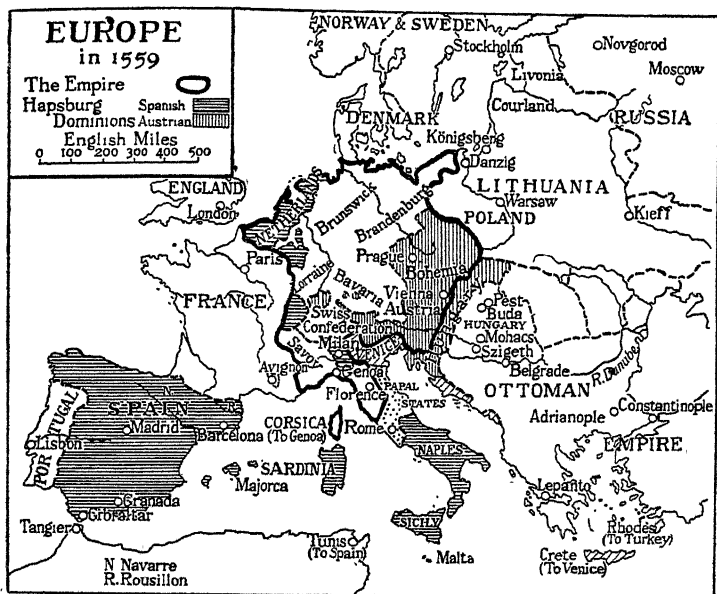 EUROPE
in 1559
The Empire
Hapsburg Spanish
Dominions Austrian
English Miles
0 100 200 300 400 500
NORWAY & SWEDEN
Stockholm
Novgorod
Livonia
Moscow
Courland
DENMARK
RUSSIA
Königsberg
Danzig
ENGLAND
London
NETHERLANDS
Brunswick
Brandenburg
LITHUANIA
Warsaw
POLAND
Kieff
Paris
Lorraine
Prague
Bohemia
Bavaria
Vienna
Austria
FRANCE
Swiss
Confederation
Hungary
Pest
Buda
HUNGARY
Mohacs
Szigeth
Belgrade
Milan
VENICE
Savoy
Genoa
Avignon
Florence
PAPAL
STATES
OTTOMAN
R. Danube
N
R
SPAIN
PORTUGAL
Madrid
Lisbon
Barcelona
CORSICA
(To Genoa)
Rome
Adrianople
Constantinople
EMPIRE
SARDINIA
NAPLES
Majorca
Granada
Gibraltar
Tangier
SICILY
Lepanto
Tunis
(To Spain)
Malta
Rhodes
(To Turkey)
Crete
(To Venice)
N Navarre
R. Rousillon